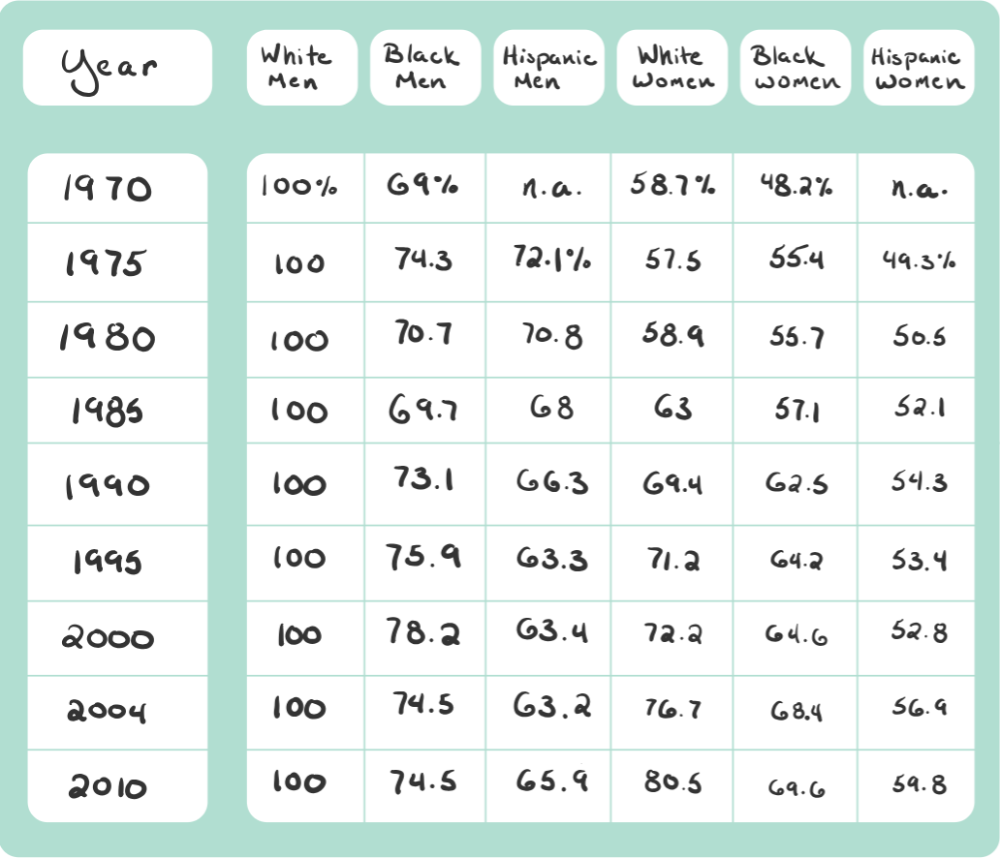 Year White Men Black Men Hispanic Men White Women Black Women Hispanic Women
1970 100% 69% n.a. 58.7% 48.2% n.a.
1975 100 74.3 72.1% 57.5 55.4 49.3%
1980 100 70.7 70.8 58.9 55.7 50.5
1985 100 69.7 68 63 57.1 52.1
1990 100 73.1 66.3 69.4 62.5 54.3
1995 100 75.9 63.3 71.2 64.2 53.4
2000 100 78.2 63.4 72.2 64.6 52.8
2004 100 74.5 63.2 76.7 68.4 56.9
2010 100 74.5 65.9 80.5 69.6 59.8